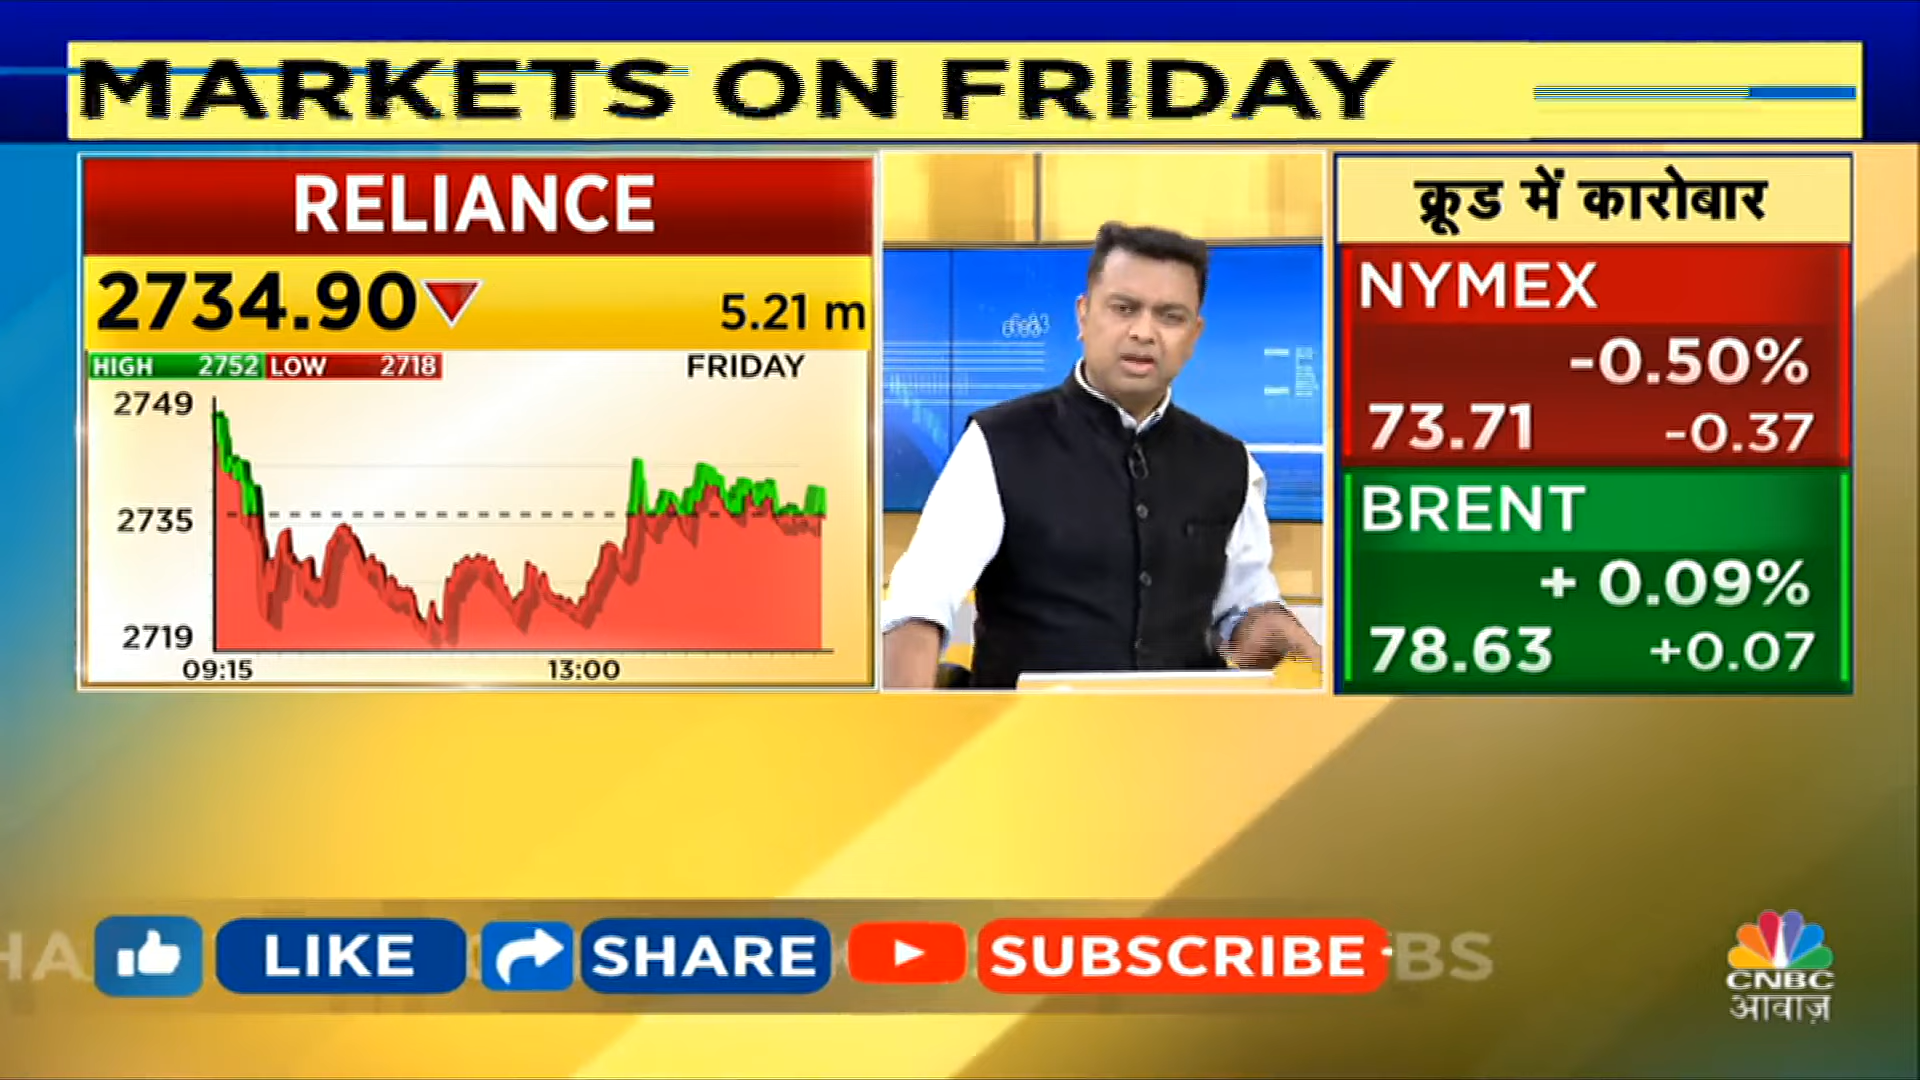 MARKETS ON FRIDAY
RELIANCE
2734.90
5.21 m
HIGH 2752 LOW 2718
FRIDAY
2749
2735
2719
09:15 13:00
क्रूड में कारोबार
NYMEX
-0.50%
73.71 -0.37
BRENT
+ 0.09%
78.63 +0.07
LIKE SHARE SUBSCRIBE
CNBC
आवाज़